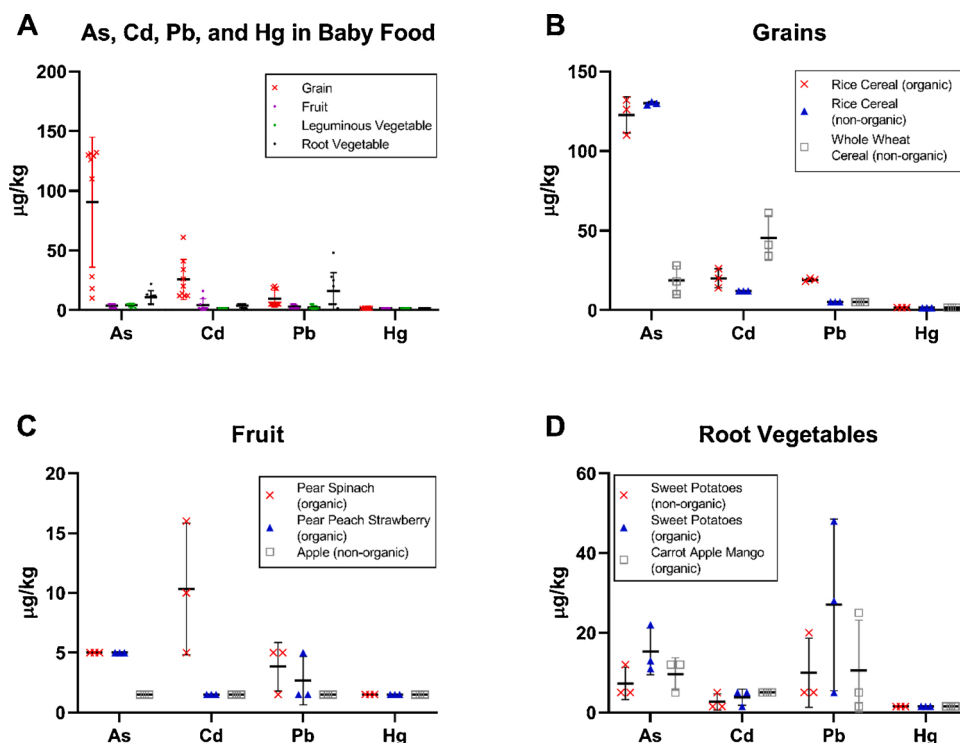 A
As, Cd, Pb, and Hg in Baby Food
µg/kg
200
150
100
50
0
Grain
Fruit
Leguminous Vegetable
Root Vegetable
As
Cd
Pb
Hg
B
Grains
µg/kg
150
100
50
0
Rice Cereal (organic)
Rice Cereal
(non-organic)
Whole Wheat
Cereal (non-organic)
As
Cd
Pb
Hg
C
Fruit
µg/kg
20
15
10
5
0
Pear Spinach
(organic)
Pear Peach Strawberry
(organic)
Apple (non-organic)
As
Cd
Pb
Hg
D
Root Vegetables
µg/kg
60
40
20
0
Sweet Potatoes
(non-organic)
Sweet Potatoes
(organic)
Carrot Apple Mango
(organic)
As
Cd
Pb
Hg